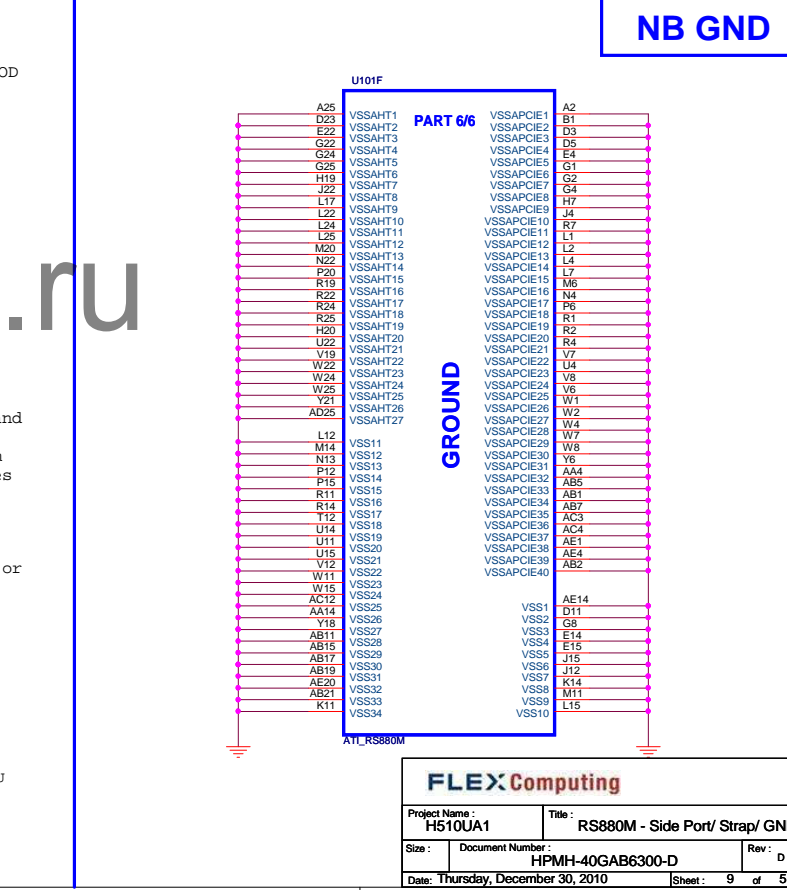 NB GND
OD
.ru
and
es
or
U
U101F
PART 6/6
GROUND
A25 VSSAHT1
D23 VSSAHT2
E22 VSSAHT3
G22 VSSAHT4
G24 VSSAHT5
G25 VSSAHT6
H19 VSSAHT7
J22 VSSAHT8
L17 VSSAHT9
L22 VSSAHT10
L24 VSSAHT11
L25 VSSAHT12
M20 VSSAHT13
N22 VSSAHT14
P20 VSSAHT15
R19 VSSAHT16
R22 VSSAHT17
R24 VSSAHT18
R25 VSSAHT19
H20 VSSAHT20
U22 VSSAHT21
V19 VSSAHT22
W22 VSSAHT23
W24 VSSAHT24
W25 VSSAHT25
Y21 VSSAHT26
AD25 VSSAHT27
L12 VSS11
M14 VSS12
N13 VSS13
P12 VSS14
P15 VSS15
R11 VSS16
R14 VSS17
T12 VSS18
U14 VSS19
U11 VSS20
U15 VSS21
V12 VSS22
W11 VSS23
W15 VSS24
AC12 VSS25
AA14 VSS26
Y18 VSS27
AB11 VSS28
AB15 VSS29
AB17 VSS30
AB19 VSS31
AE20 VSS32
AB21 VSS33
K11 VSS34
VSSAPCIE1 A2
VSSAPCIE2 B1
VSSAPCIE3 D3
VSSAPCIE4 D5
VSSAPCIE5 E4
VSSAPCIE6 G1
VSSAPCIE7 G2
VSSAPCIE8 G4
VSSAPCIE9 H7
VSSAPCIE10 J4
VSSAPCIE11 R7
VSSAPCIE12 L1
VSSAPCIE13 L2
VSSAPCIE14 L4
VSSAPCIE15 L7
VSSAPCIE16 M6
VSSAPCIE17 N4
VSSAPCIE18 P6
VSSAPCIE19 R1
VSSAPCIE20 R2
VSSAPCIE21 R4
VSSAPCIE22 V7
VSSAPCIE23 U4
VSSAPCIE24 V8
VSSAPCIE25 V6
VSSAPCIE26 W1
VSSAPCIE27 W2
VSSAPCIE28 W4
VSSAPCIE29 W7
VSSAPCIE30 W8
VSSAPCIE31 Y6
VSSAPCIE32 AA4
VSSAPCIE33 AB5
VSSAPCIE34 AB1
VSSAPCIE35 AB7
VSSAPCIE36 AC3
VSSAPCIE37 AC4
VSSAPCIE38 AE1
VSSAPCIE39 AE4
VSSAPCIE40 AB2
VSS1 AE14
VSS2 D11
VSS3 G8
VSS4 E14
VSS5 E15
VSS6 J15
VSS7 J12
VSS8 K14
VSS9 M11
VSS10 L15
ATI_RS880M
FLEX Computing
Project Name : H510UA1
Title : RS880M - Side Port/ Strap/ GN
Size :
Document Number : HPMH-40GAB6300-D
Rev : D
Date: Thursday, December 30, 2010
Sheet : 9 of 5